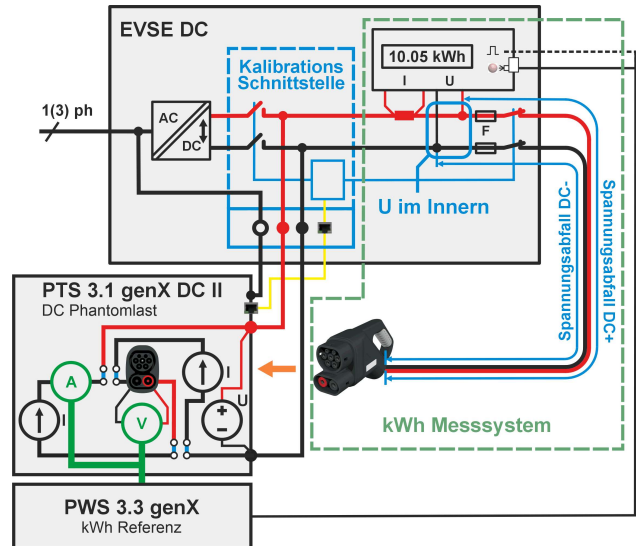 EVSE DC
Kalibrations
Schnittstelle
10.05 kWh
I
U
1(3) ph
AC
DC
F
U im Innern
Spannungsabfall DC-
Spannungsabfall DC+
PTS 3.1 genX DC II
DC Phantomlast
A
I
V
I
U
+
−
kWh Messsystem
PWS 3.3 genX
kWh Referenz